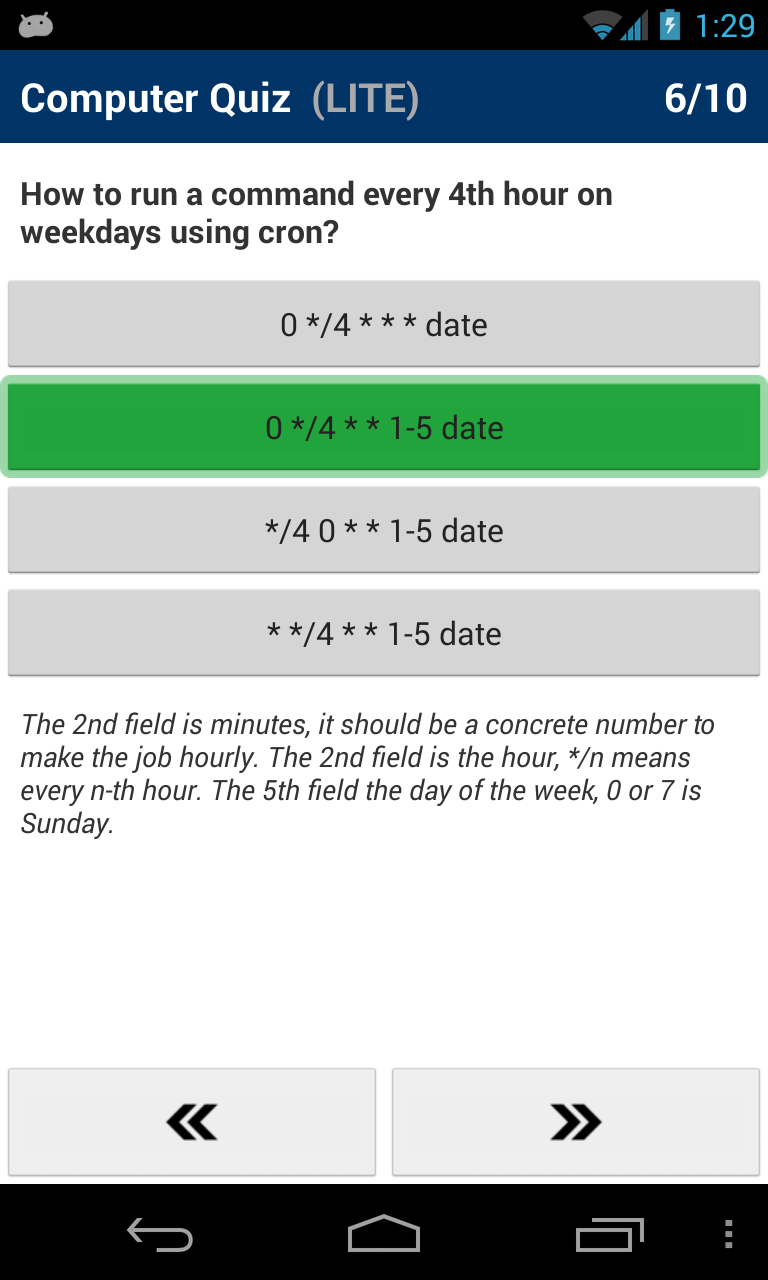 1:29
Computer Quiz (LITE) 6/10
How to run a command every 4th hour on
weekdays using cron?
0 */4 * * * date
0 */4 * * 1-5 date
*/4 0 * * 1-5 date
* */4 * * 1-5 date
The 2nd field is minutes, it should be a concrete number to
make the job hourly. The 2nd field is the hour, */n means
every n-th hour. The 5th field the day of the week, 0 or 7 is
Sunday.